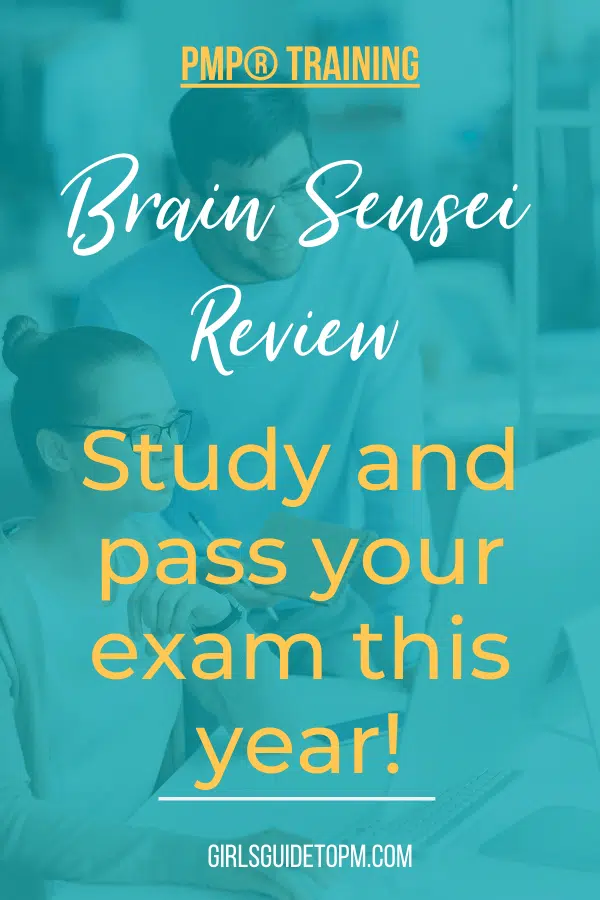 PMP® TRAINING
Brain Sensei
Review
Study and
pass your
exam this
year!
GIRLSGUIDETOPM.COM